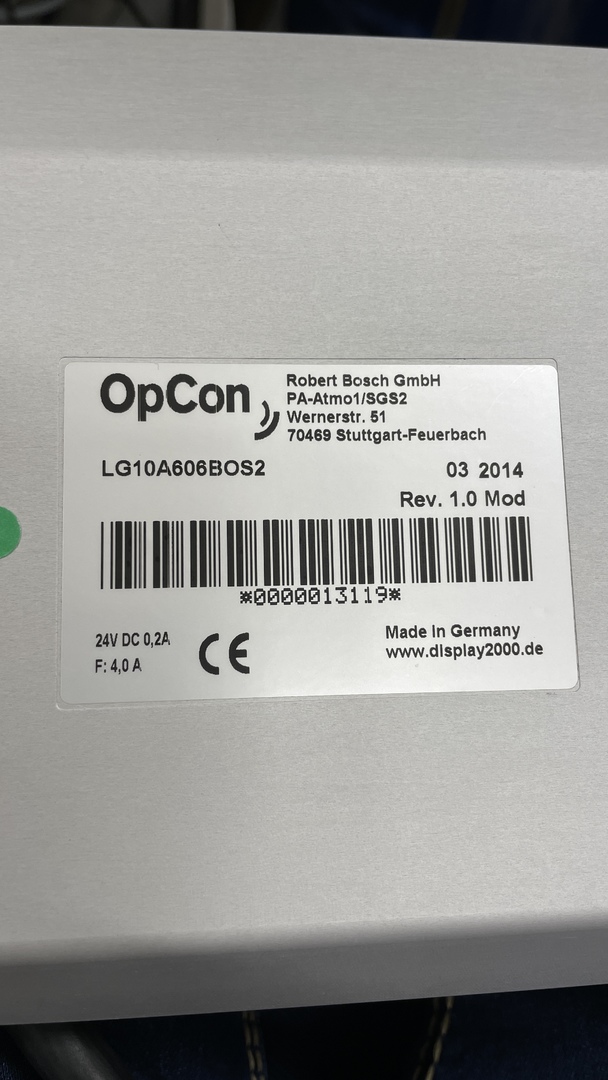 OpCon
Robert Bosch GmbH
PA-Atmo1/SGS2
Wernerstr. 51
70469 Stuttgart-Feuerbach
LG10A606BOS2
03 2014
Rev. 1.0 Mod
*0000013119*
24V DC 0,2A
F: 4,0 A
CE
Made in Germany
www.display2000.de